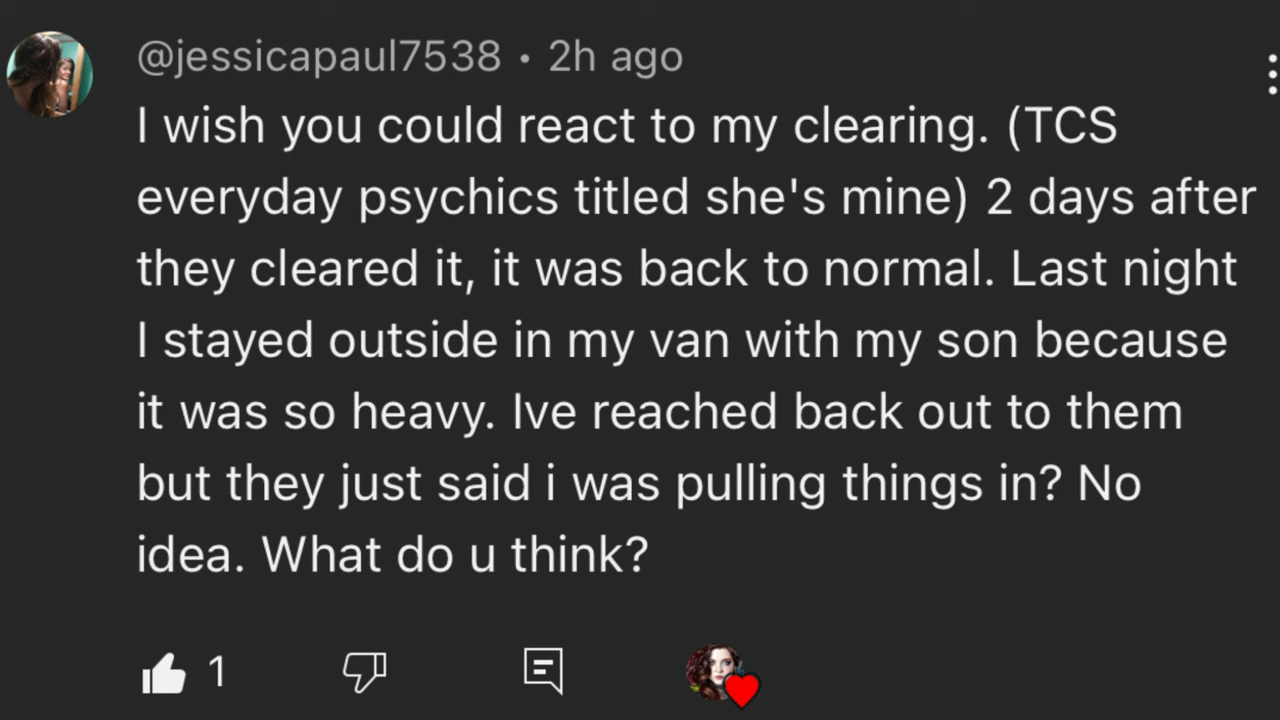 @jessicapaul7538 • 2h ago
I wish you could react to my clearing. (TCS
everyday psychics titled she's mine) 2 days after
they cleared it, it was back to normal. Last night
I stayed outside in my van with my son because
it was so heavy. Ive reached back out to them
but they just said i was pulling things in? No
idea. What do u think?
1